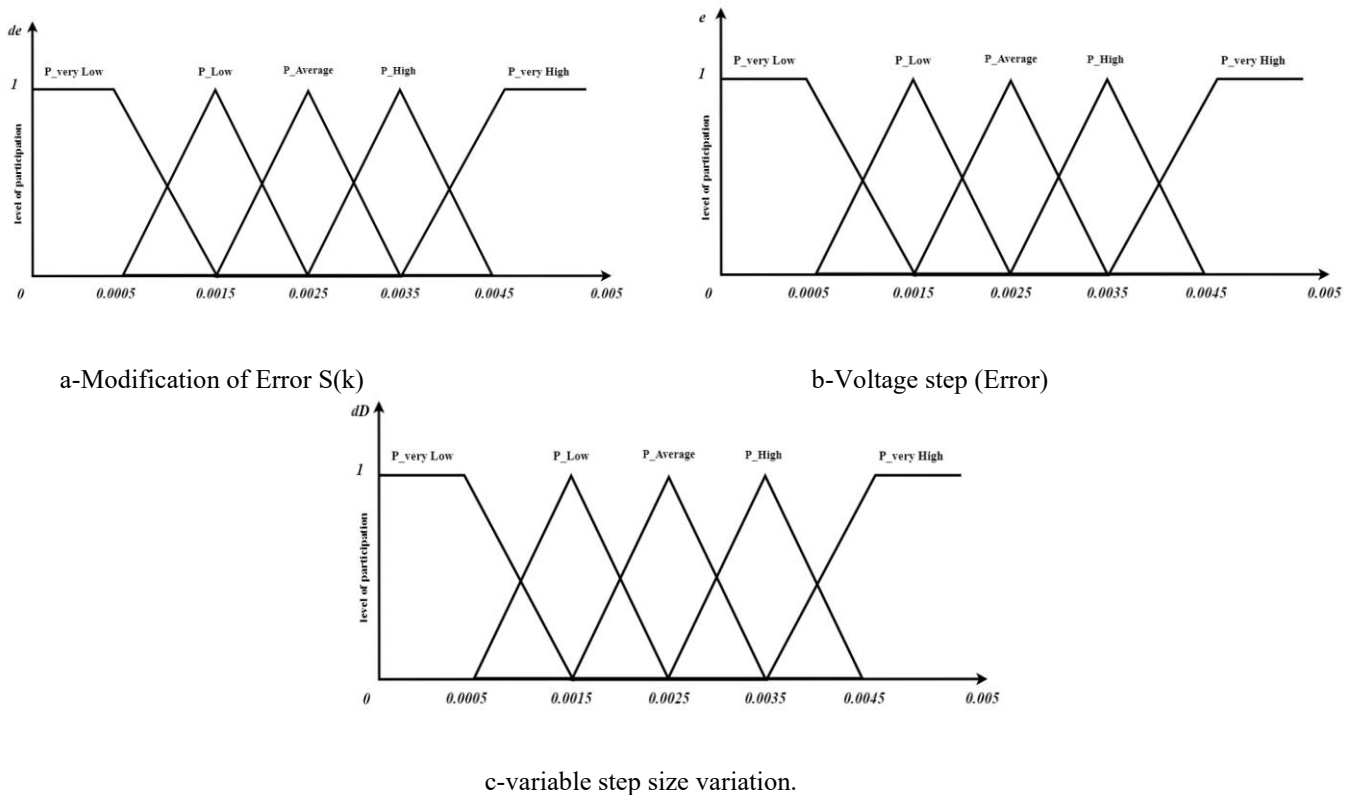 de
P_very Low P_Low P_Average P_High P_very High
1
level of participation
0 0.0005 0.0015 0.0025 0.0035 0.0045 0.005
a-Modification of Error S(k)
e
P_very Low P_Low P_Average P_High P_very High
1
level of participation
0 0.0005 0.0015 0.0025 0.0035 0.0045 0.005
b-Voltage step (Error)
dD
P_very Low P_Low P_Average P_High P_very High
1
level of participation
0 0.0005 0.0015 0.0025 0.0035 0.0045 0.005
c-variable step size variation.